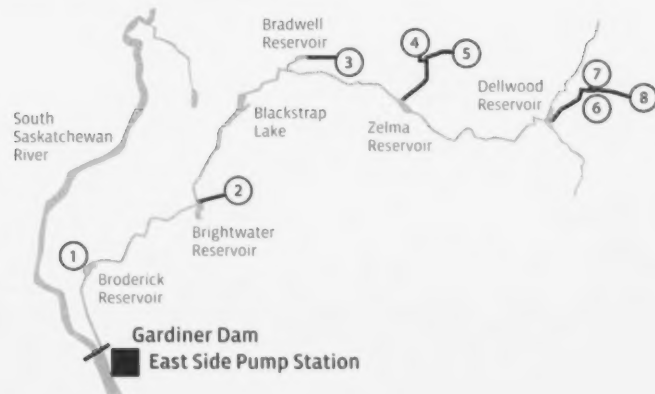 Bradwell
Reservoir
4
5
3
7
6
8
Dellwood
Reservoir
South
Saskatchewan
River
Blackstrap
Lake
Zelma
Reservoir
2
Brightwater
Reservoir
1
Broderick
Reservoir
Gardiner Dam
East Side Pump Station